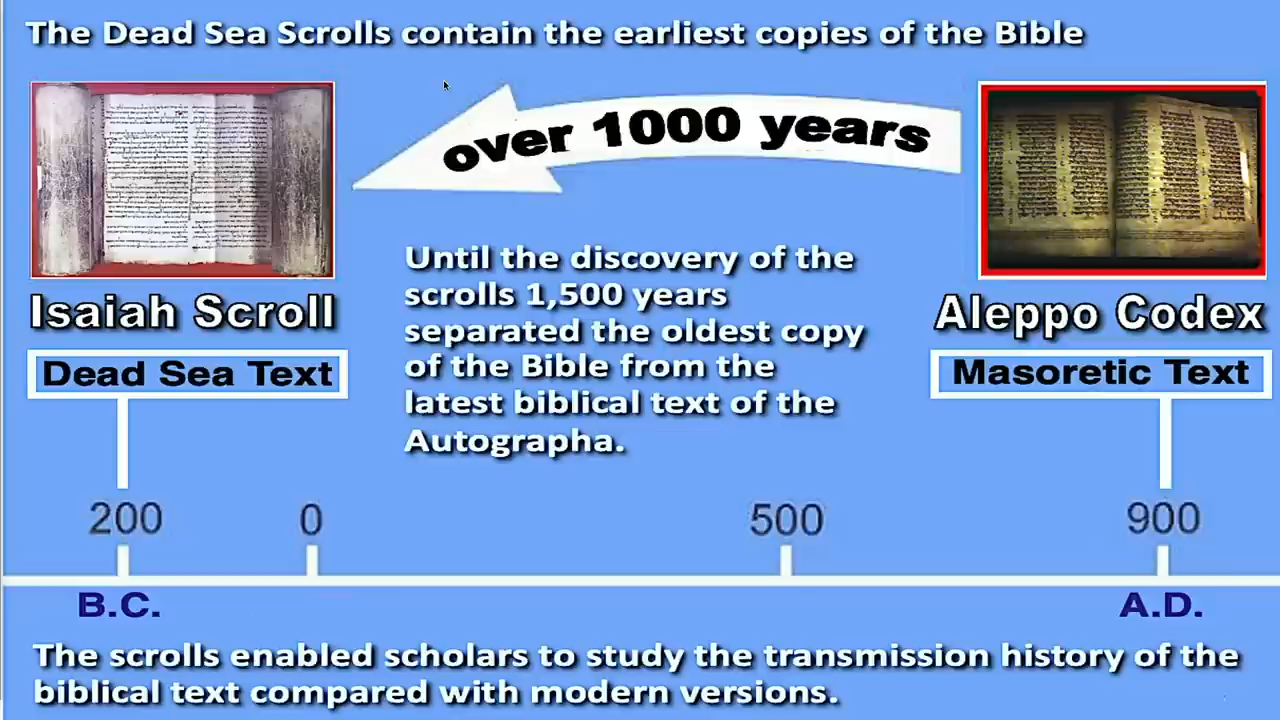 The Dead Sea Scrolls contain the earliest copies of the Bible
over 1000 years
Isaiah Scroll
Dead Sea Text
Until the discovery of the
scrolls 1,500 years
separated the oldest copy
of the Bible from the
latest biblical text of the
Autographa.
Aleppo Codex
Masoretic Text
200 0 500 900
B.C. A.D.
The scrolls enabled scholars to study the transmission history of the
biblical text compared with modern versions.